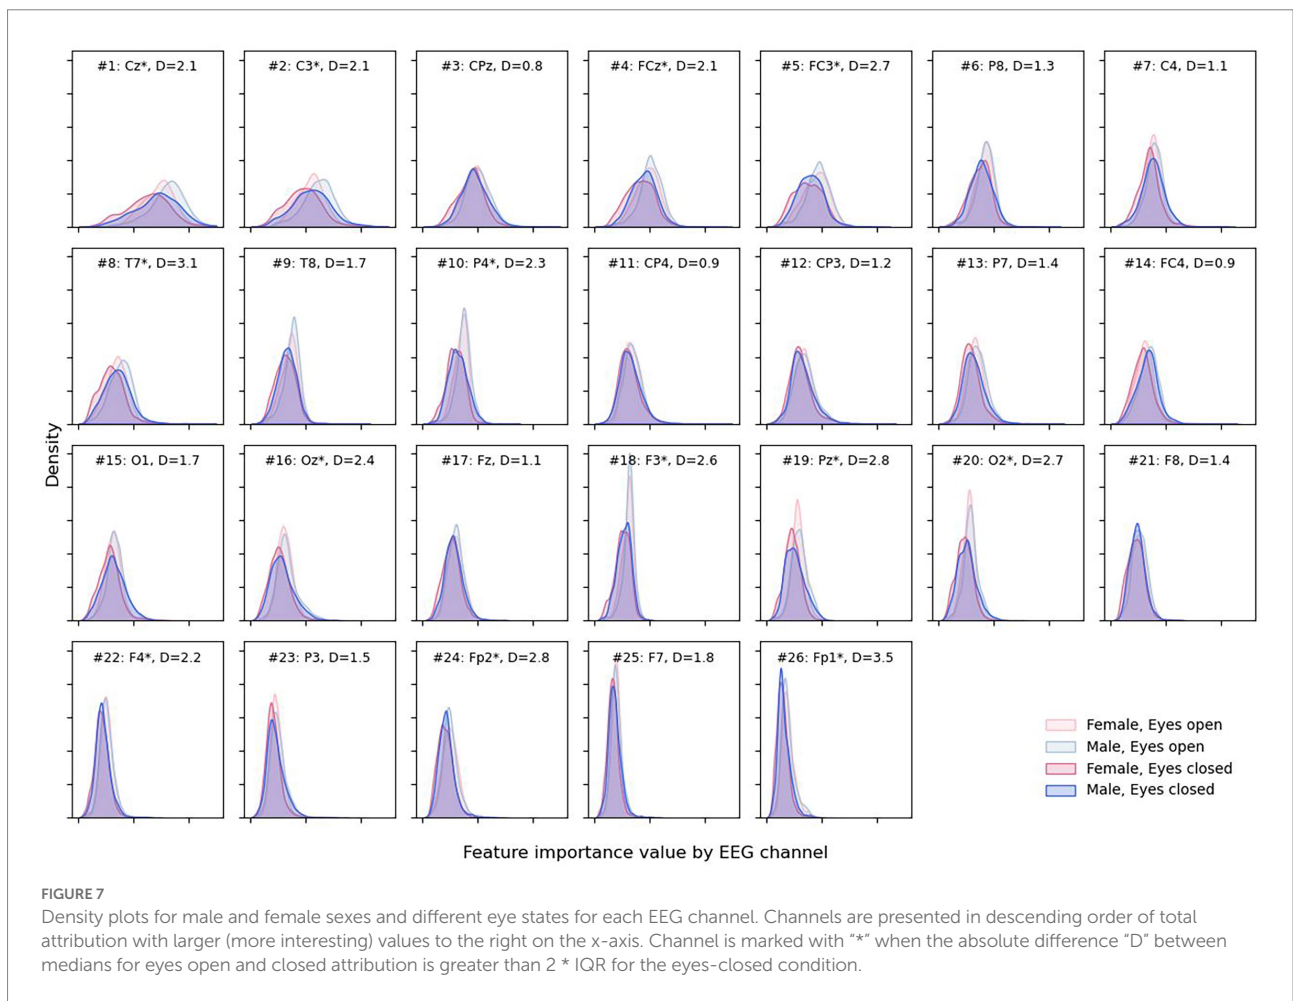 #1: Cz*, D=2.1
#2: C3*, D=2.1
#3: CPz, D=0.8
#4: FCz*, D=2.1
#5: FC3*, D=2.7
#6: P8, D=1.3
#7: C4, D=1.1
#8: T7*, D=3.1
#9: T8, D=1.7
#10: P4*, D=2.3
#11: CP4, D=0.9
#12: CP3, D=1.2
#13: P7, D=1.4
#14: FC4, D=0.9
Density
#15: O1, D=1.7
#16: Oz*, D=2.4
#17: Fz, D=1.1
#18: F3*, D=2.6
#19: Pz*, D=2.8
#20: O2*, D=2.7
#21: F8, D=1.4
#22: F4*, D=2.2
#23: P3, D=1.5
#24: Fp2*, D=2.8
#25: F7, D=1.8
#26: Fp1*, D=3.5
Female, Eyes open
Male, Eyes open
Female, Eyes closed
Male, Eyes closed
Feature importance value by EEG channel
FIGURE 7
Density plots for male and female sexes and different eye states for each EEG channel. Channels are presented in descending order of total
attribution with larger (more interesting) values to the right on the x-axis. Channel is marked with "*" when the absolute difference "D" between
medians for eyes open and closed attribution is greater than 2 * IQR for the eyes-closed condition.